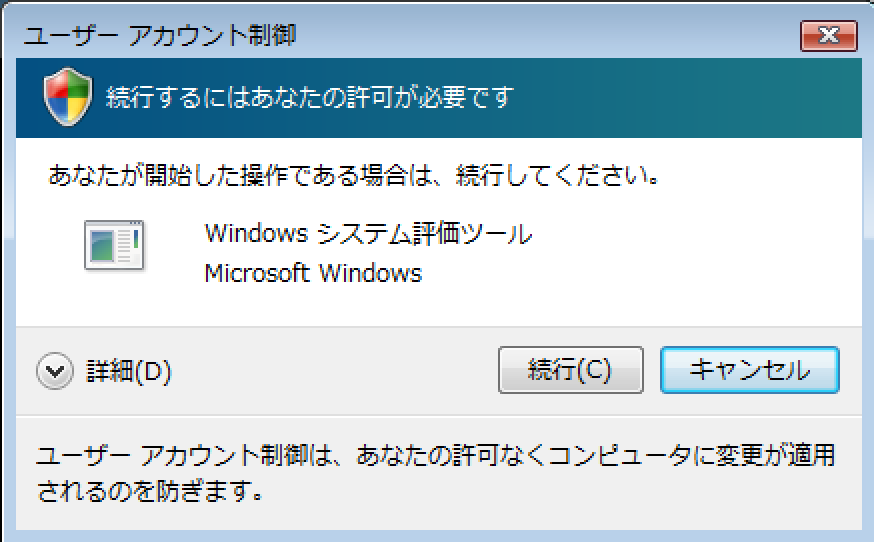 ユーザー アカウント制御
続行するにはあなたの許可が必要です
あなたが開始した操作である場合は、続行してください。
Windows システム評価ツール
Microsoft Windows
詳細(D)
続行(C)
キャンセル
ユーザー アカウント制御は、あなたの許可なくコンピュータに変更が適用
されるのを防ぎます。